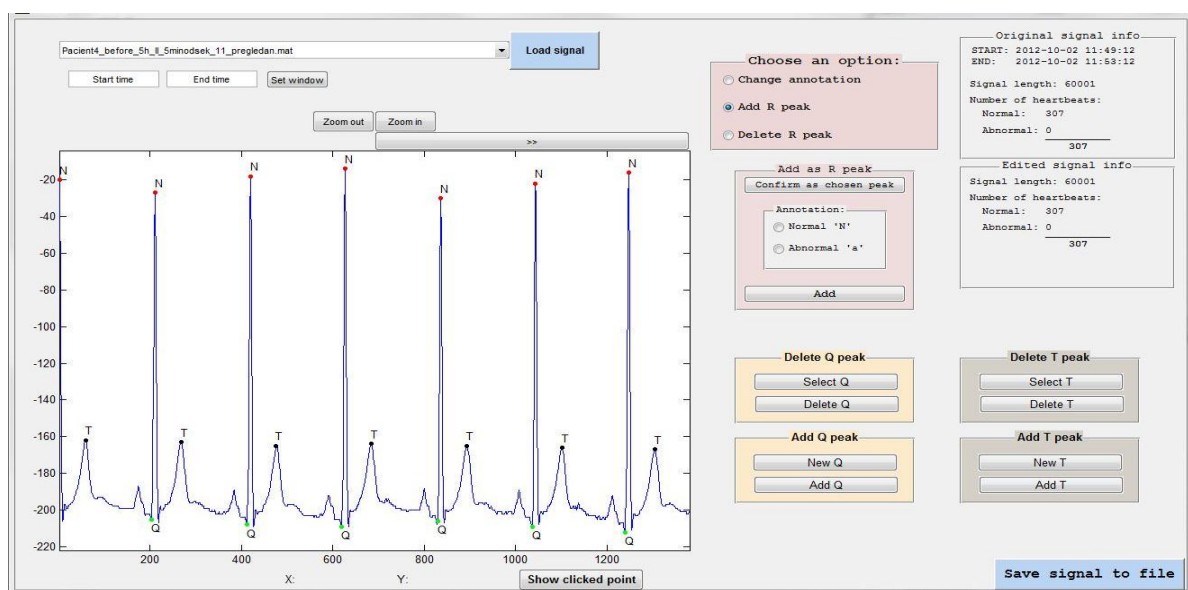 Pacient4_before_5h_II_5minodsek_11_pregledan.mat
Load signal
Start time
End time
Set window
Zoom out
Zoom in
>>
N
N
N
N
N
N
N
-20
-40
-60
-80
-100
-120
-140
-160
-180
-200
-220
T
T
T
T
T
T
T
Q
Q
Q
Q
Q
Q
200
400
600
800
1000
1200
X:
Y:
Show clicked point
Choose an option:
Change annotation
Add R peak
Delete R peak
Add as R peak
Confirm as chosen peak
Annotation:
Normal 'N'
Abnormal 'a'
Add
Original signal info
START: 2012-10-02 11:49:12
END: 2012-10-02 11:53:12
Signal length: 60001
Number of heartbeats:
Normal: 307
Abnormal: 0
307
Edited signal info
Signal length: 60001
Number of heartbeats:
Normal: 307
Abnormal: 0
307
Delete Q peak
Select Q
Delete Q
Add Q peak
New Q
Add Q
Delete T peak
Select T
Delete T
Add T peak
New T
Add T
Save signal to file